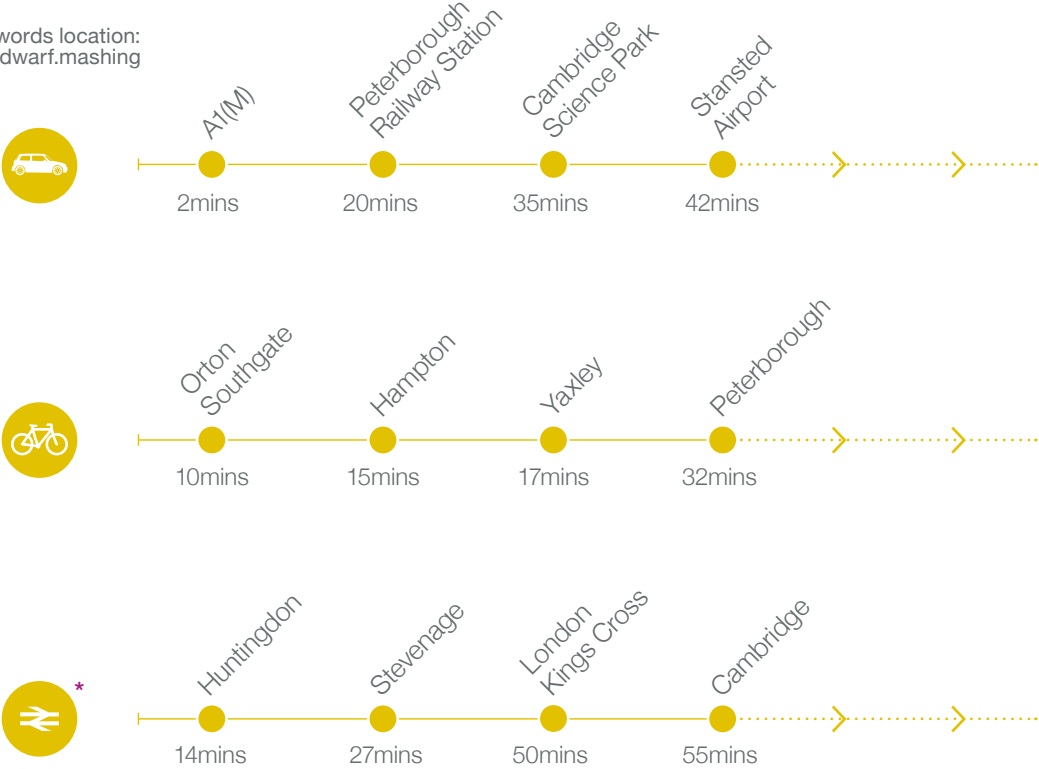 words location:
dwarf.mashing
A1(M)
Peterborough
Railway Station
Cambridge
Science Park
Stansted
Airport
2mins
20mins
35mins
42mins
Orton
Southgate
Hampton
Yaxley
Peterborough
10mins
15mins
17mins
32mins
*
Huntingdon
Stevenage
London
Kings Cross
Cambridge
14mins
27mins
50mins
55mins